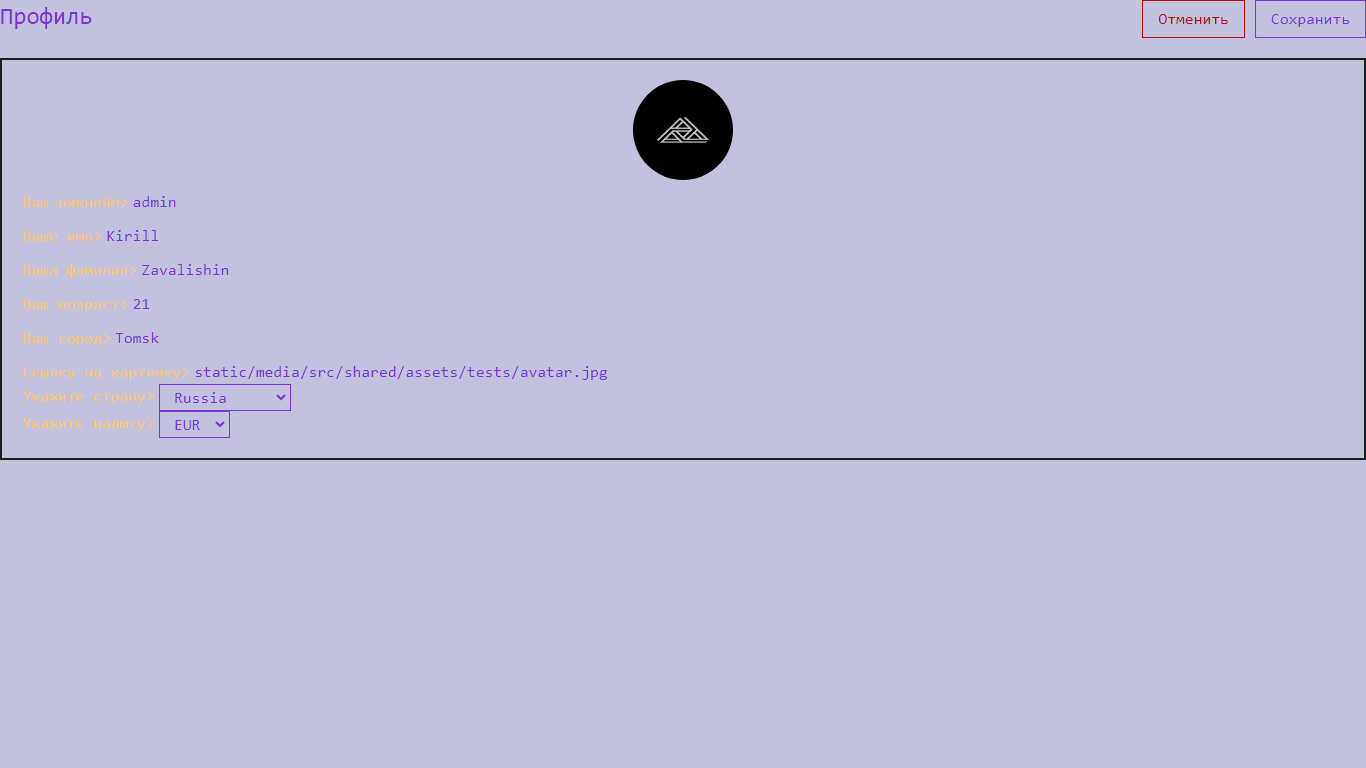 Профиль
Отменить Сохранить
Ваш никнейм> admin
Ваше имя> Kirill
Ваша фамилия> Zavalishin
Ваш возраст> 21
Ваш город> Tomsk
Ссылка на картинку> static/media/src/shared/assets/tests/avatar.jpg
Укажите страну> Russia
Укажите валюту> EUR